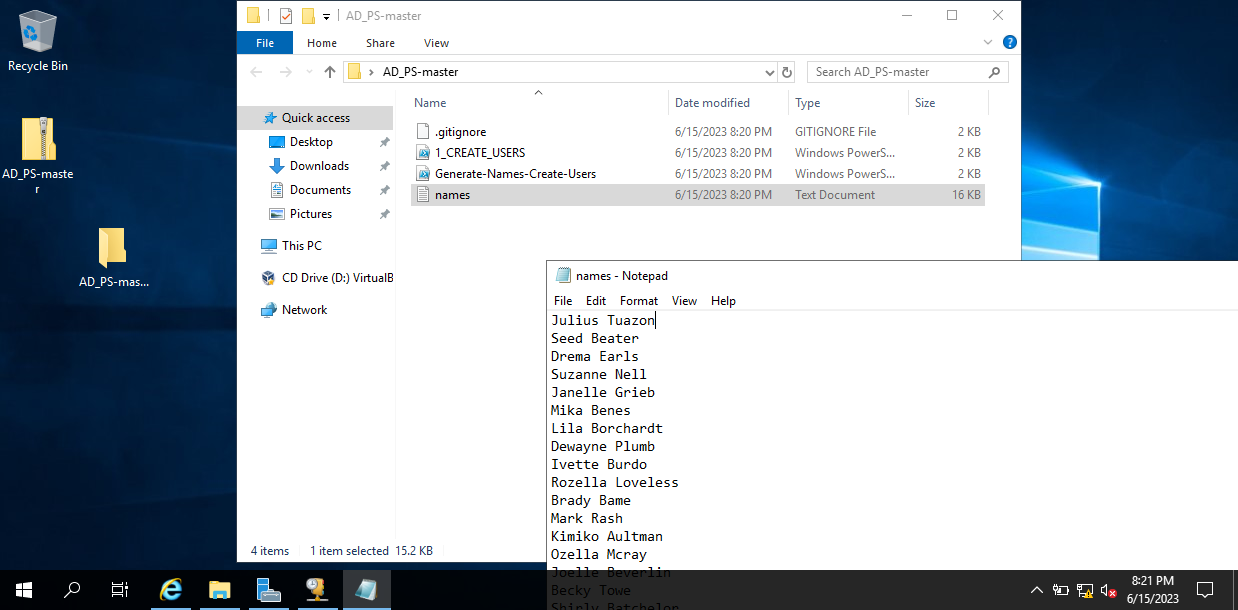 Recycle Bin
AD_PS-maste
r
AD_PS-mas...
AD_PS-master
File Home Share View
AD_PS-master
Search AD_PS-master
Quick access
Desktop
Downloads
Documents
Pictures
This PC
CD Drive (D:) VirtualB
Network
Name Date modified Type Size
.gitignore 6/15/2023 8:20 PM GITIGNORE File 2 KB
1_CREATE_USERS 6/15/2023 8:20 PM Windows PowerS... 2 KB
Generate-Names-Create-Users 6/15/2023 8:20 PM Windows PowerS... 2 KB
names 6/15/2023 8:20 PM Text Document 16 KB
4 items 1 item selected 15.2 KB
names - Notepad
File Edit Format View Help
Julius Tuazon
Seed Beater
Drema Earls
Suzanne Nell
Janelle Grieb
Mika Benes
Lila Borchardt
Dewayne Plumb
Ivette Burdo
Rozella Loveless
Brady Bame
Mark Rash
Kimiko Aultman
Ozella Mcray
Joelle Beverlin
Becky Towe
Shirly Batchelon
8:21 PM
6/15/2023